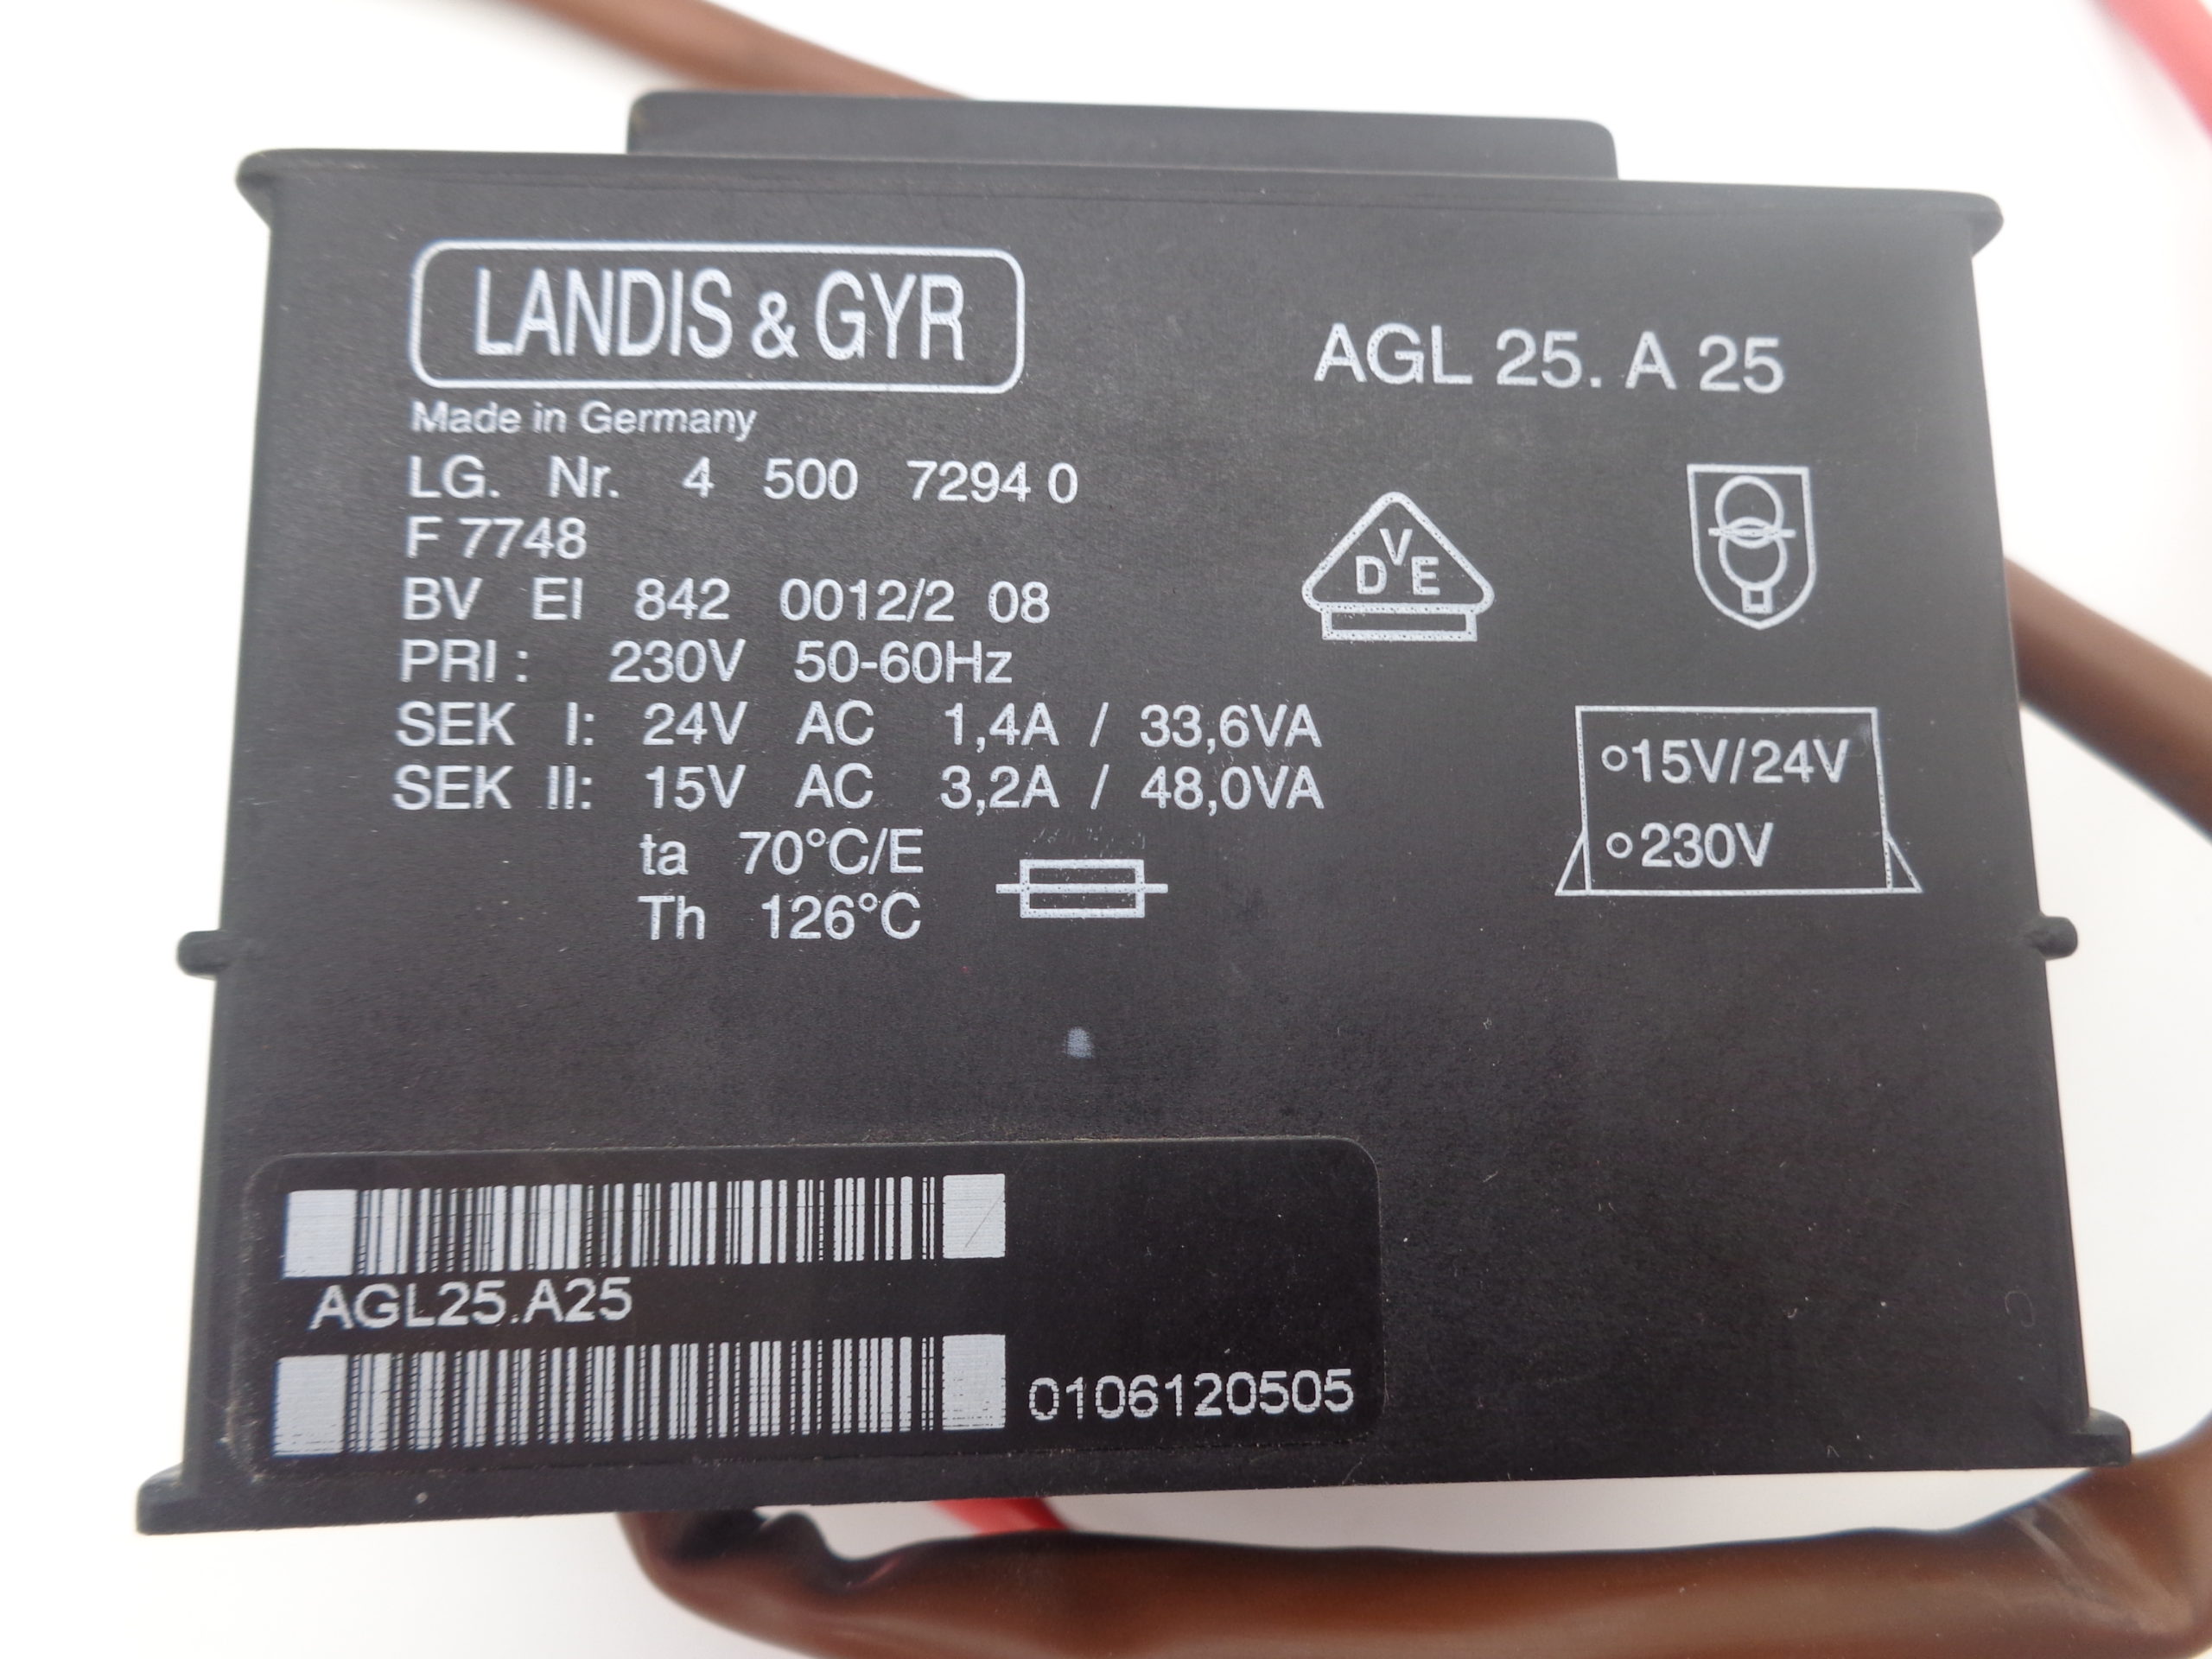 LANDIS & GYR
AGL 25. A 25
Made in Germany
LG. Nr. 4 500 7294 0
F 7748
BV EI 842 0012/2 08
PRI : 230V 50-60Hz
SEK I: 24V AC 1,4A / 33,6VA
SEK II: 15V AC 3,2A / 48,0VA
ta 70°C/E
Th 126°C
VDE
15V/24V
230V
AGL25.A25
0106120505